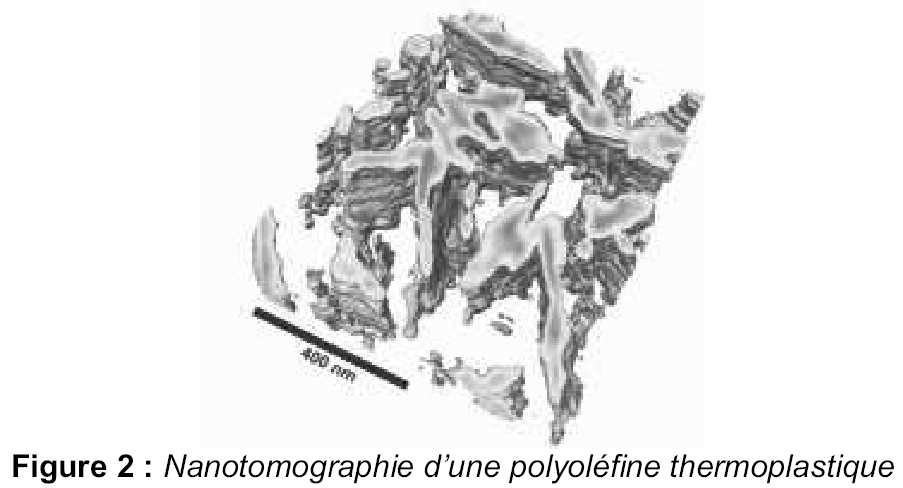 400 nm
Figure 2 : Nanotomographie d'une polyoléfine thermoplastique